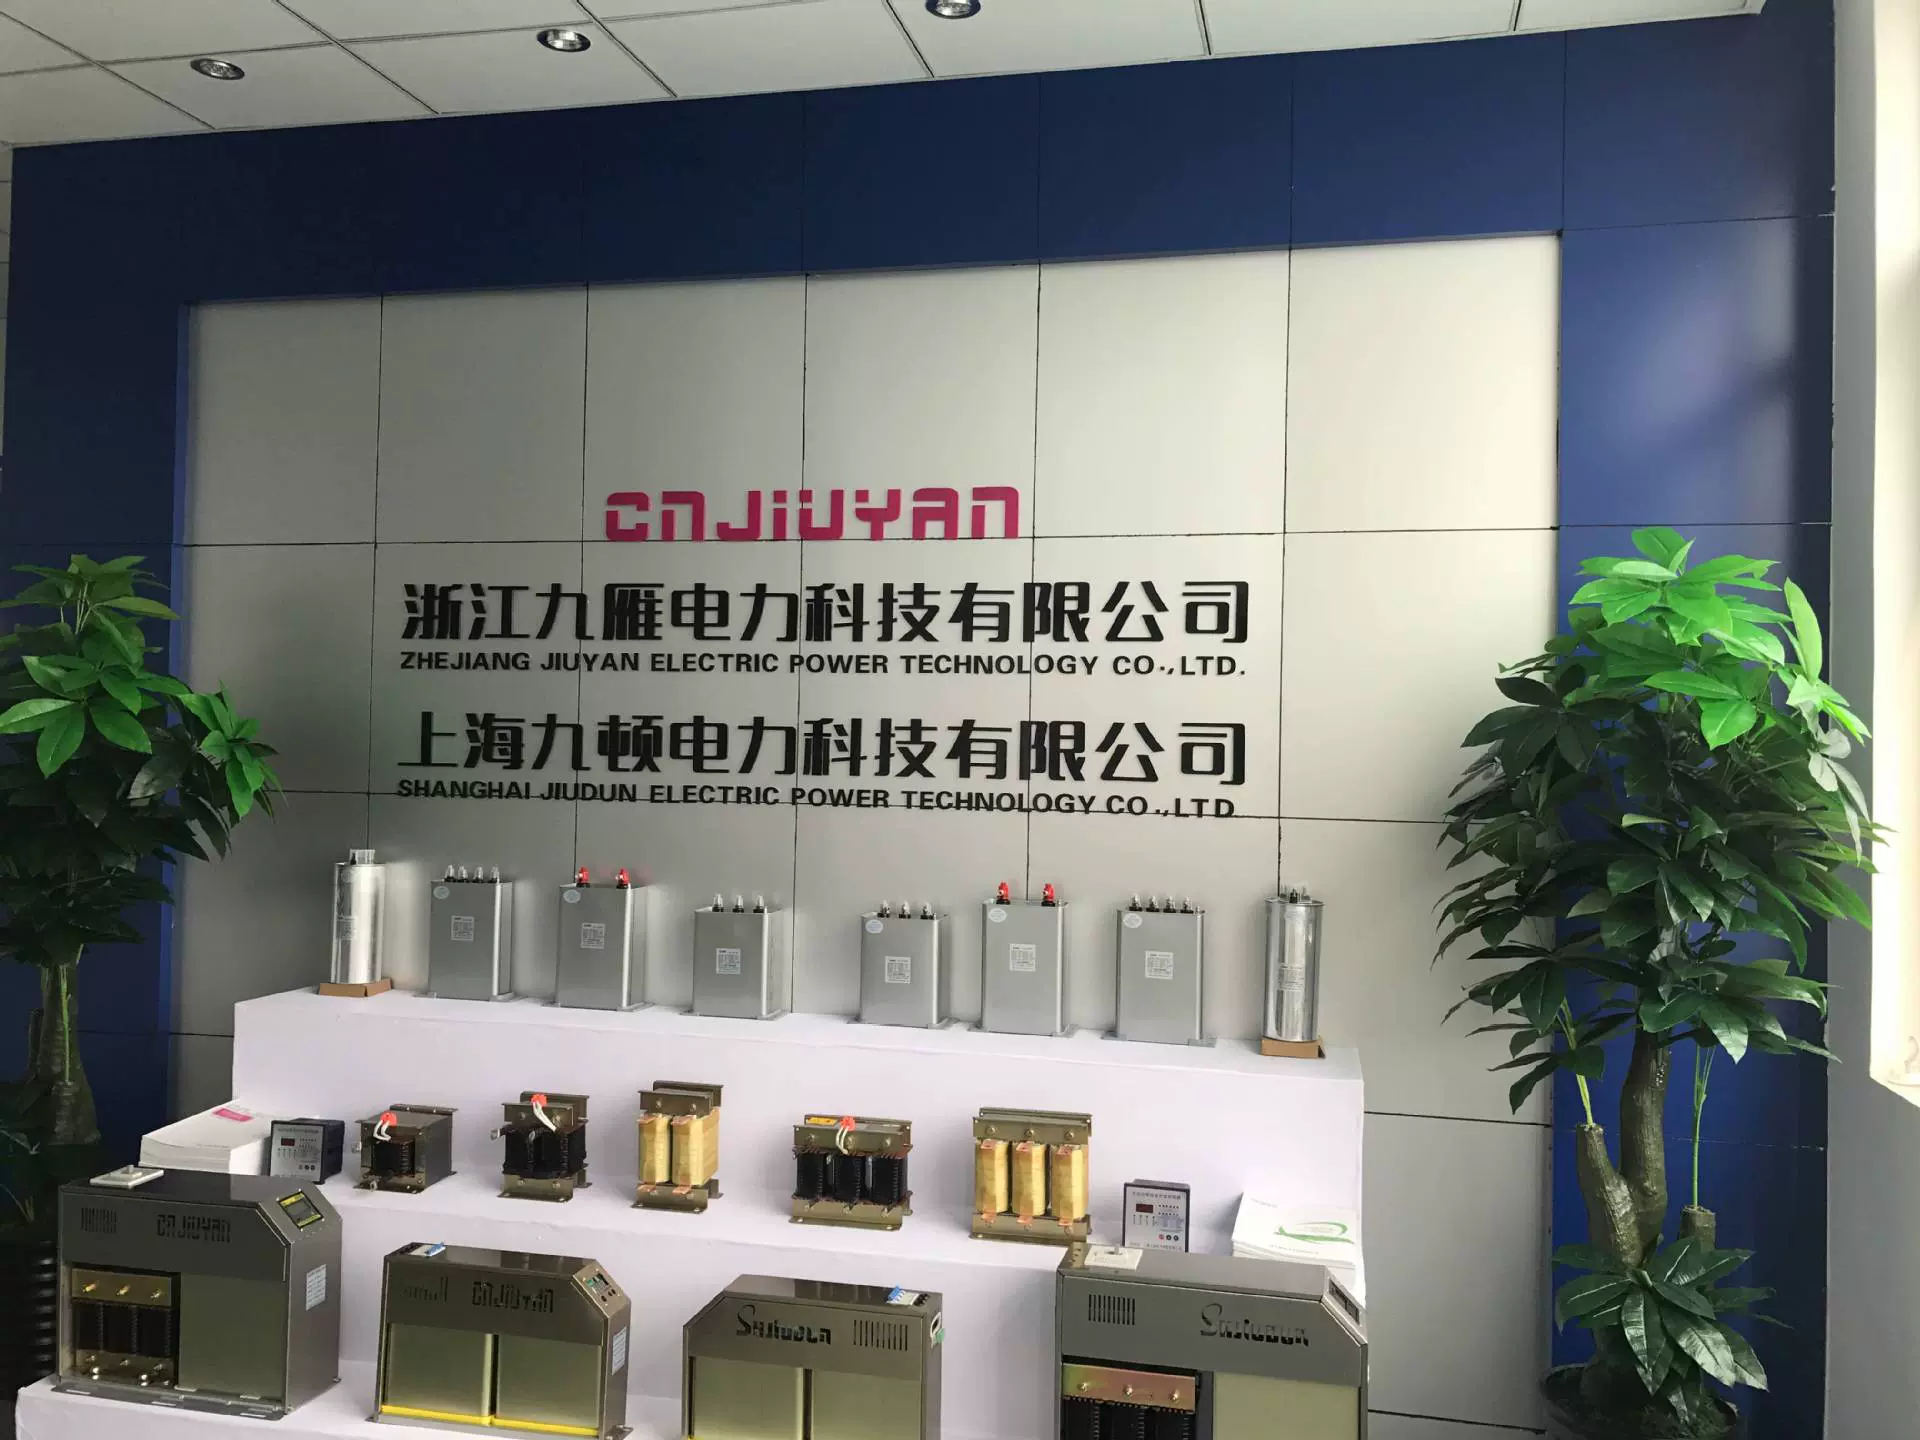 CNJIUYAN
浙江九雁电力科技有限公司
ZHEJIANG JIUYAN ELECTRIC POWER TECHNOLOGY CO.,LTD.
上海九顿电力科技有限公司
SHANGHAI JIUDUN ELECTRIC POWER TECHNOLOGY CO.,LTD
CNJIUYAN
CNJIUYAN
SHJIUDUN
SHJIUDUN